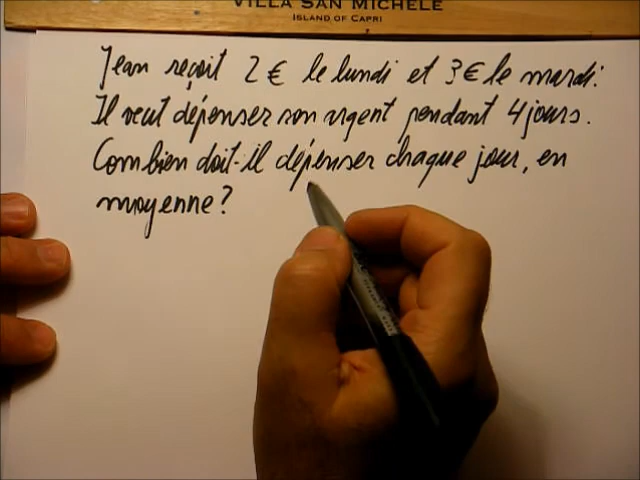 VILLA SAN MICHELE
ISLAND OF CAPRI
Jean reçoit 2 € le lundi et 3 € le mardi.
Il veut dépenser son argent pendant 4 jours.
Combien doit-il dépenser chaque jour, en
moyenne ?